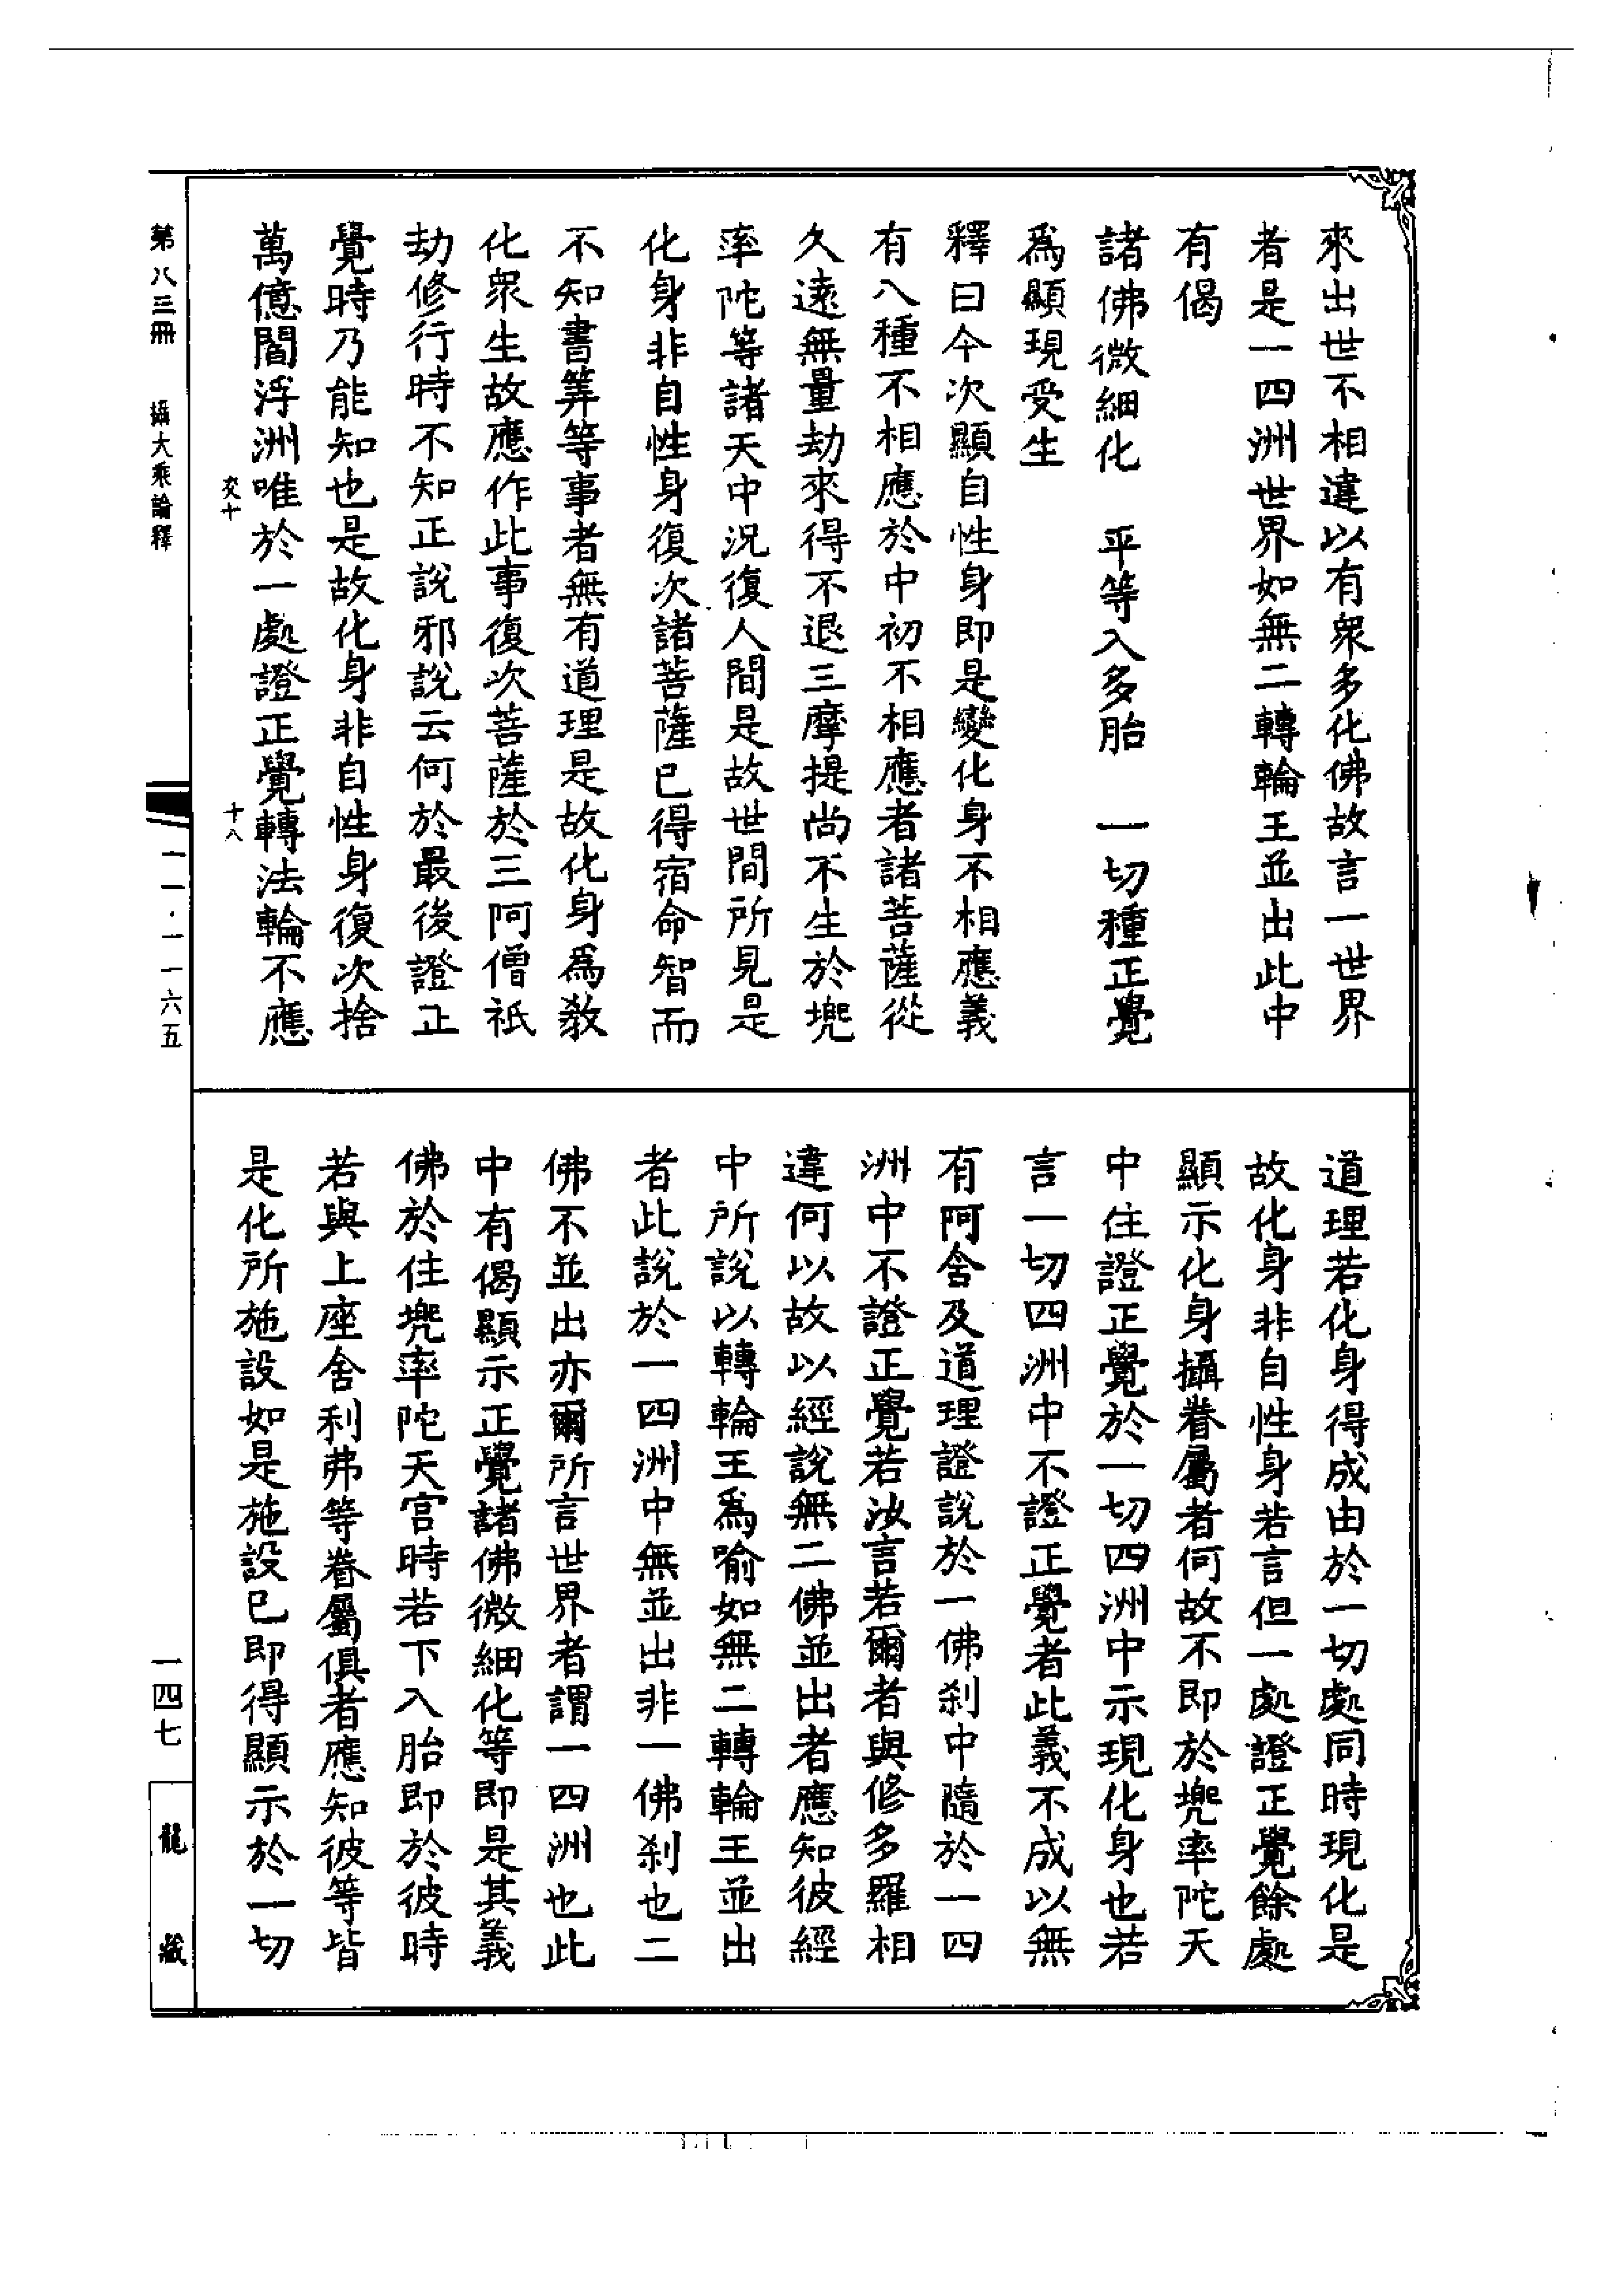 來出世不相違以有衆多化佛故言一世界
者是一四洲世界如無二轉輪王並出此中
有偈
諸佛微細化　平等入多胎　一切種正覺
爲顯現受生
釋曰今次顯自性身即是變化身不相應義
有八種不相應於中初不相應者諸菩薩從
久遠無量劫來得不退三摩提尚不生於兠
率陀等諸天中況復人間是故世間所見是
化身非自性身復次諸菩薩已得宿命智而
不知書筭等事者無有道理是故化身爲教
化衆生故應作此事復次菩薩於三阿僧祇
劫修行時不知正說邪說云何於最後證正
覺時乃能知也是故化身非自性身復次捨
萬億閻浮洲唯於一處證正覺轉法輪不應
道理若化身得成由於一切處同時現化是
故化身非自性身若言但一處證正覺餘處
顯示化身攝眷屬者何故不即於兠率陀天
中住證正覺於一切四洲中示現化身也若
言一切四洲中不證正覺者此義不成以無
有阿含及道理證說於一佛刹中隨於一四
洲中不證正覺若汝言若爾者與修多羅相
違何以故以經說無二佛並出者應知彼經
中所說以轉輪王爲喻如無二轉輪王並出
者此說於一四洲中無並出非一佛刹也二
佛不並出亦爾所言世界者謂一四洲也此
中有偈顯示正覺諸佛微細化等即是其義
佛於住兠率陀天宮時若下入胎即於彼時
若與上座舍利弗等眷屬俱者應知彼等皆
是化所施設如是施設已即得顯示於一切
交十
十八
第八三冊
攝大乘論釋
一一·一一六五
一四七
龍藏